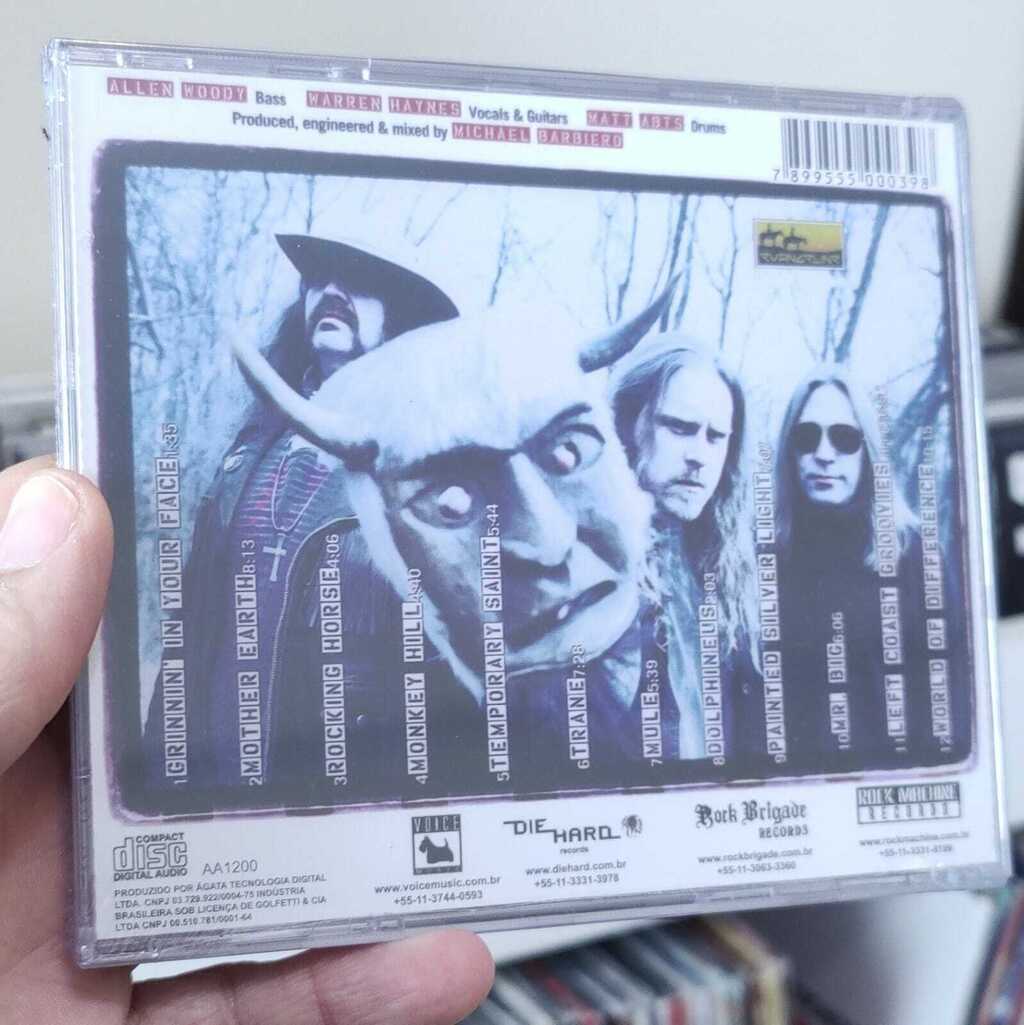 ALLEN WOODY Bass WARREN HAYNES Vocals & Guitars MATT ABTS Drums
Produced, engineered & mixed by MICHAEL BARBIERO
7 899555 000398
1 GRINNIN' IN YOUR FACE 1:35
2 MOTHER EARTH 8:13
3 ROCKING HORSE 4:06
4 MONKEY HILL 4:40
5 TEMPORARY SAINT 5:44
6 TRANE 7:28
7 MULE 5:39
8 DOLPHINEUS 6:03
9 PAINTED SILVER LIGHT
10 MR. BIG 6:06
11 LEFT COAST GROOVIES
12 WORLD OF DIFFERENCE 10:15
COMPACT
disc
DIGITAL AUDIO
AA1200
PRODUZIDO POR ÁGATA TECNOLOGIA DIGITAL
LTDA. CNPJ 03.729.922/0004-75 INDÚSTRIA
BRASILEIRA SOB LICENÇA DE GOLFETTI & CIA
LTDA CNPJ 00.510.781/0001-64
VOICE
MUSIC
www.voicemusic.com.br
+55-11-3744-0593
DIE HARD
records
www.diehard.com.br
+55-11-3331-3978
Rock Brigade
RECORDS
www.rockbrigade.com.br
+55-11-3063-3360
ROCK MACHINE
RECORDS
www.rockmachine.com.br